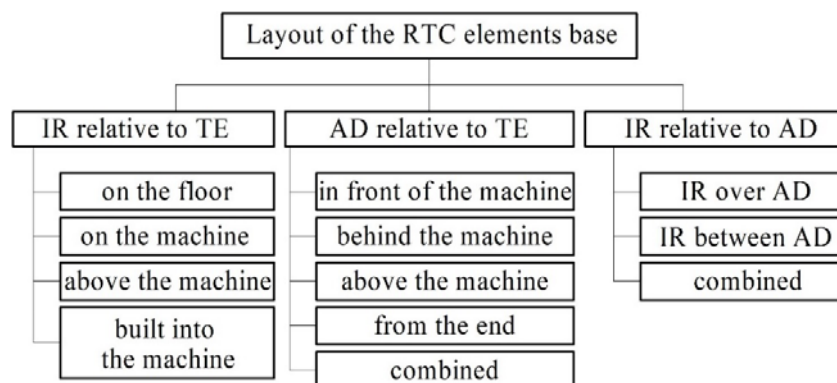 Layout of the RTC elements base
IR relative to TE
on the floor
on the machine
above the machine
built into
the machine
AD relative to TE
in front of the machine
behind the machine
above the machine
from the end
combined
IR relative to AD
IR over AD
IR between AD
combined